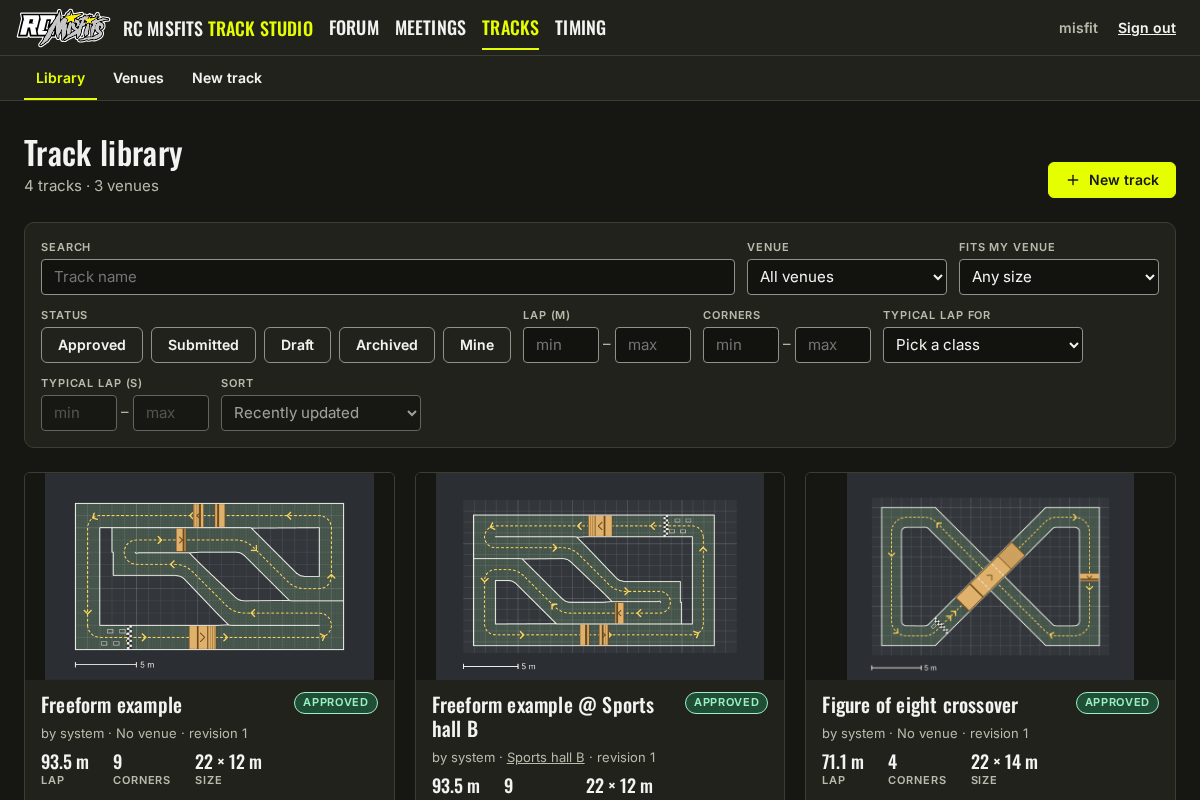 RC Misfits
RC MISFITS TRACK STUDIO FORUM MEETINGS TRACKS TIMING misfit Sign out
Library Venues New track
Track library
4 tracks · 3 venues
+ New track
SEARCH VENUE FITS MY VENUE
Track name All venues Any size
STATUS LAP (M) CORNERS TYPICAL LAP FOR
Approved Submitted Draft Archived Mine min – max min – max Pick a class
TYPICAL LAP (S) SORT
min – max Recently updated
5 m 5 m 5 m
Freeform example APPROVED
by system · No venue · revision 1
93.5 m 9 22 × 12 m
LAP CORNERS SIZE
Freeform example @ Sports hall B APPROVED
by system · Sports hall B · revision 1
93.5 m 9 22 × 12 m
Figure of eight crossover APPROVED
by system · No venue · revision 1
71.1 m 4 22 × 14 m
LAP CORNERS SIZE